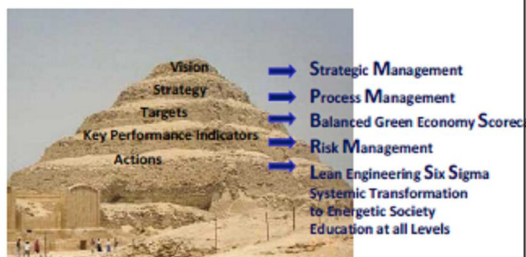 Vision
Strategy
Targets
Key Performance Indicators
Actions
Strategic Management
Process Management
Balanced Green Economy Scorec
Risk Management
Lean Engineering Six Sigma
Systemic Transformation
to Energetic Society
Education at all Levels